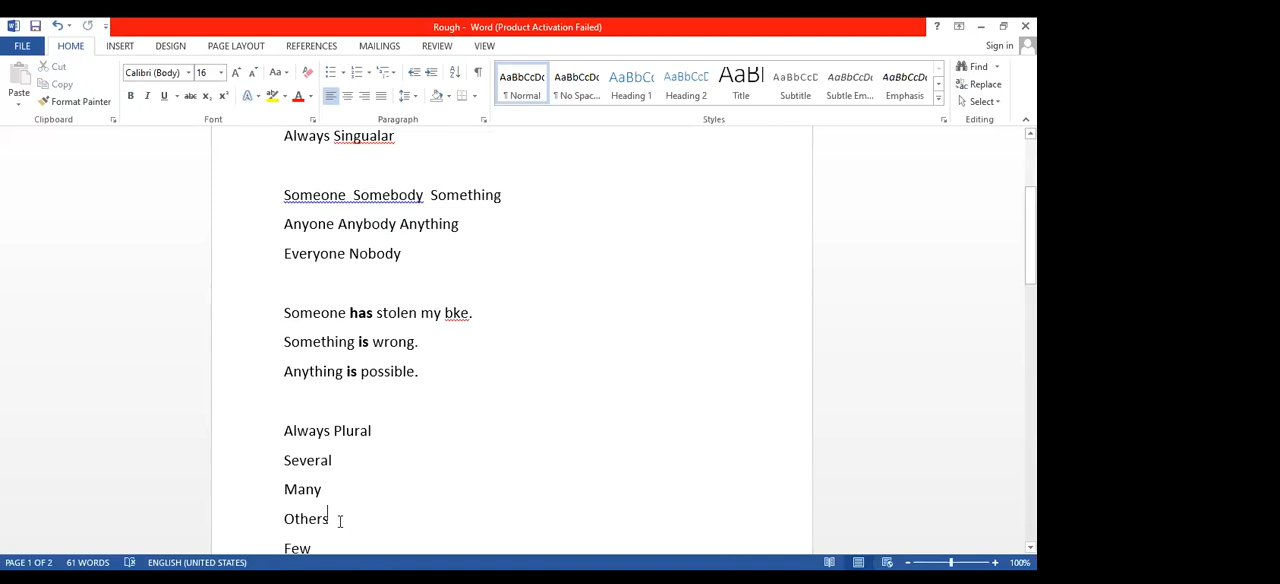 Rough - Word (Product Activation Failed)
FILE HOME INSERT DESIGN PAGE LAYOUT REFERENCES MAILINGS REVIEW VIEW Sign in
Paste
Cut
Copy
Format Painter
Calibri (Body) 16
AaBbCcDc AaBbCcDc AaBbCc AaBbCcD AaBl AaBbCcD AaBbCcDc AaBbCcDc
¶ Normal ¶ No Spac... Heading 1 Heading 2 Title Subtitle Subtle Em... Emphasis
Find
Replace
Select
Clipboard Font Paragraph Styles Editing
Always Singualar
Someone Somebody Something
Anyone Anybody Anything
Everyone Nobody
Someone has stolen my bke.
Something is wrong.
Anything is possible.
Always Plural
Several
Many
Others
Few
PAGE 1 OF 2 61 WORDS ENGLISH (UNITED STATES) 100%